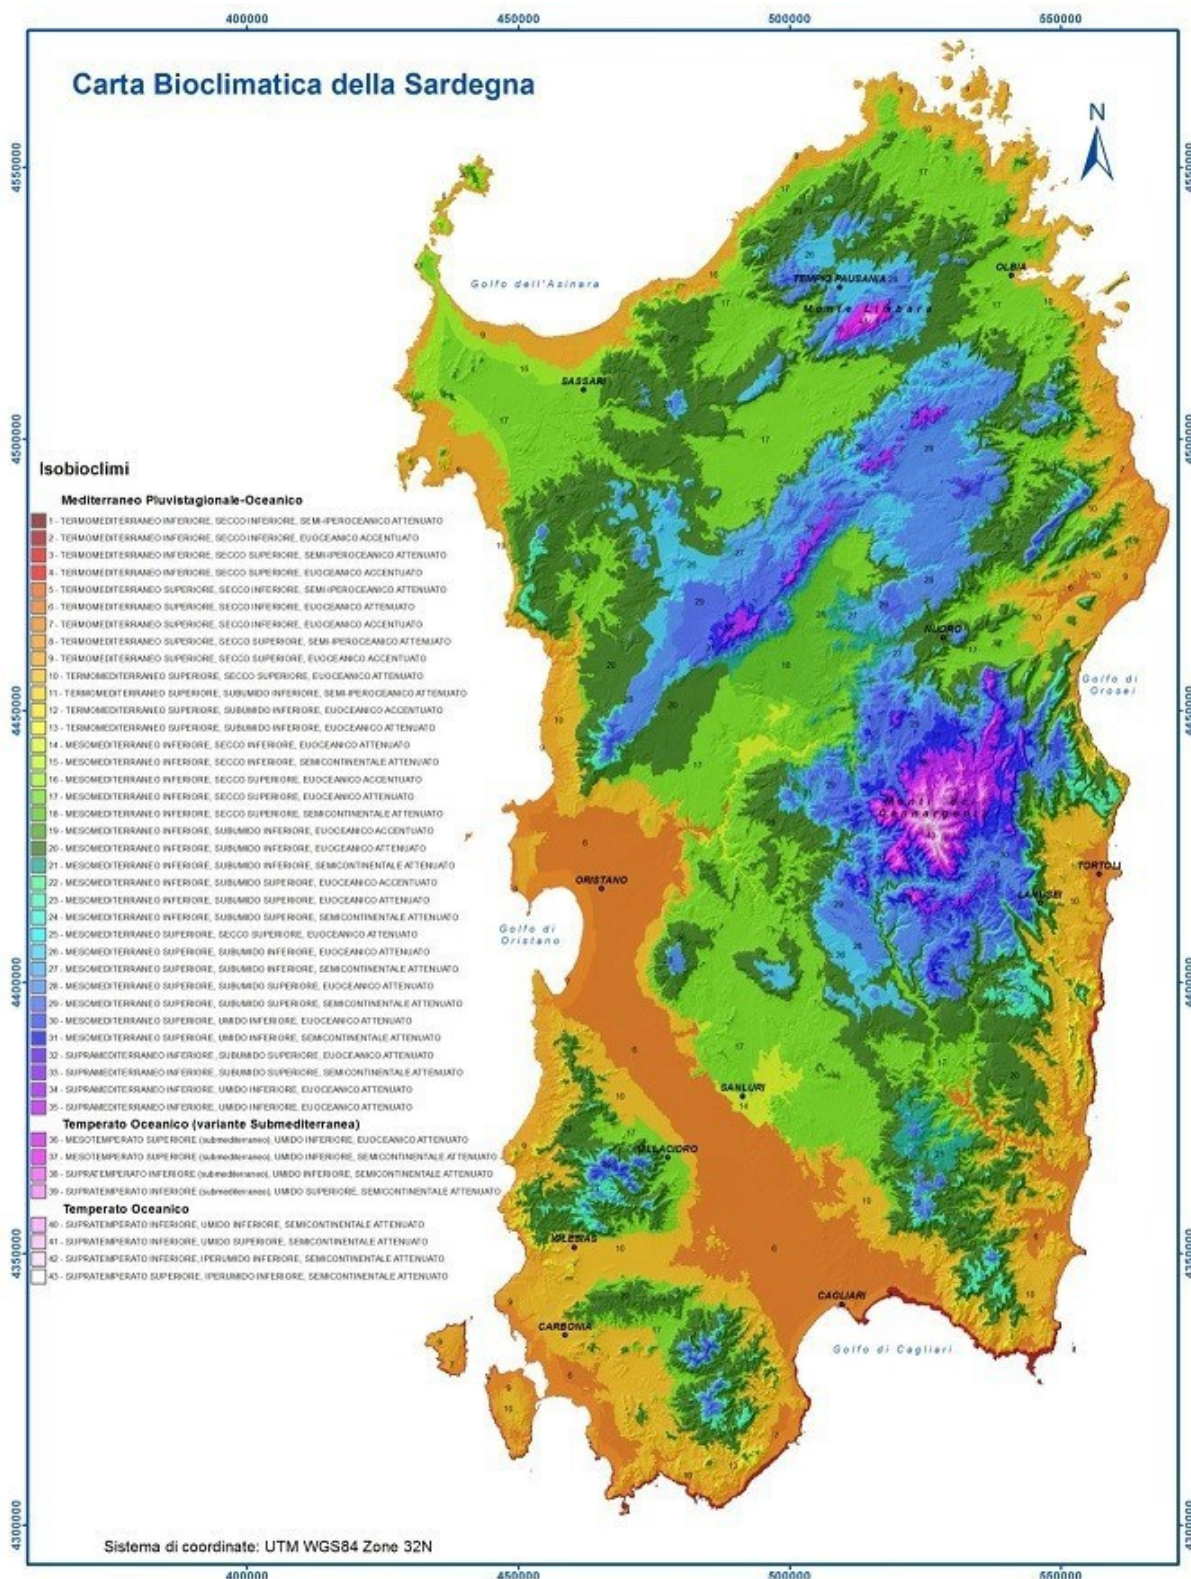 400000 450000 500000 550000
Carta Bioclimatica della Sardegna
N
4550000 4550000
Golfo dell'Asinara
OLBIA
TEMPIO PAUSANIA
Monte Limbara
SASSARI
4500000 4500000
Isobioclimi
Mediterraneo Pluvistagionale-Oceanico
1 - TERMOMEDITERRANEO INFERIORE, SECCO INFERIORE, SEMI-IPEROCEANICO ATTENUATO
2 - TERMOMEDITERRANEO INFERIORE, SECCO INFERIORE, EUOCEANICO ACCENTUATO
3 - TERMOMEDITERRANEO INFERIORE, SECCO SUPERIORE, SEMI-IPEROCEANICO ATTENUATO
4 - TERMOMEDITERRANEO INFERIORE, SECCO SUPERIORE, EUOCEANICO ACCENTUATO
5 - TERMOMEDITERRANEO SUPERIORE, SECCO INFERIORE, SEMI-IPEROCEANICO ATTENUATO
6 - TERMOMEDITERRANEO SUPERIORE, SECCO INFERIORE, EUOCEANICO ATTENUATO
7 - TERMOMEDITERRANEO SUPERIORE, SECCO INFERIORE, EUOCEANICO ACCENTUATO
8 - TERMOMEDITERRANEO SUPERIORE, SECCO SUPERIORE, SEMI-IPEROCEANICO ATTENUATO
9 - TERMOMEDITERRANEO SUPERIORE, SECCO SUPERIORE, EUOCEANICO ACCENTUATO
10 - TERMOMEDITERRANEO SUPERIORE, SECCO SUPERIORE, EUOCEANICO ATTENUATO
11 - TERMOMEDITERRANEO SUPERIORE, SUBUMIDO INFERIORE, SEMI-IPEROCEANICO ATTENUATO
12 - TERMOMEDITERRANEO SUPERIORE, SUBUMIDO INFERIORE, EUOCEANICO ACCENTUATO
13 - TERMOMEDITERRANEO SUPERIORE, SUBUMIDO INFERIORE, EUOCEANICO ATTENUATO
14 - MESOMEDITERRANEO INFERIORE, SECCO INFERIORE, EUOCEANICO ATTENUATO
15 - MESOMEDITERRANEO INFERIORE, SECCO INFERIORE, SEMICONTINENTALE ATTENUATO
16 - MESOMEDITERRANEO INFERIORE, SECCO SUPERIORE, EUOCEANICO ACCENTUATO
17 - MESOMEDITERRANEO INFERIORE, SECCO SUPERIORE, EUOCEANICO ATTENUATO
18 - MESOMEDITERRANEO INFERIORE, SECCO SUPERIORE, SEMICONTINENTALE ATTENUATO
19 - MESOMEDITERRANEO INFERIORE, SUBUMIDO INFERIORE, EUOCEANICO ACCENTUATO
20 - MESOMEDITERRANEO INFERIORE, SUBUMIDO INFERIORE, EUOCEANICO ATTENUATO
21 - MESOMEDITERRANEO INFERIORE, SUBUMIDO INFERIORE, SEMICONTINENTALE ATTENUATO
22 - MESOMEDITERRANEO INFERIORE, SUBUMIDO SUPERIORE, EUOCEANICO ACCENTUATO
23 - MESOMEDITERRANEO INFERIORE, SUBUMIDO SUPERIORE, EUOCEANICO ATTENUATO
24 - MESOMEDITERRANEO INFERIORE, SUBUMIDO SUPERIORE, SEMICONTINENTALE ATTENUATO
25 - MESOMEDITERRANEO SUPERIORE, SECCO SUPERIORE, EUOCEANICO ATTENUATO
26 - MESOMEDITERRANEO SUPERIORE, SUBUMIDO INFERIORE, EUOCEANICO ATTENUATO
27 - MESOMEDITERRANEO SUPERIORE, SUBUMIDO INFERIORE, SEMICONTINENTALE ATTENUATO
28 - MESOMEDITERRANEO SUPERIORE, SUBUMIDO SUPERIORE, EUOCEANICO ATTENUATO
29 - MESOMEDITERRANEO SUPERIORE, SUBUMIDO SUPERIORE, SEMICONTINENTALE ATTENUATO
30 - MESOMEDITERRANEO SUPERIORE, UMIDO INFERIORE, EUOCEANICO ATTENUATO
31 - MESOMEDITERRANEO SUPERIORE, UMIDO INFERIORE, SEMICONTINENTALE ATTENUATO
32 - SUPRAMEDITERRANEO INFERIORE, SUBUMIDO SUPERIORE, EUOCEANICO ATTENUATO
33 - SUPRAMEDITERRANEO INFERIORE, SUBUMIDO SUPERIORE, SEMICONTINENTALE ATTENUATO
34 - SUPRAMEDITERRANEO INFERIORE, UMIDO INFERIORE, EUOCEANICO ATTENUATO
35 - SUPRAMEDITERRANEO INFERIORE, UMIDO INFERIORE, EUOCEANICO ATTENUATO
Temperato Oceanico (variante Submediterranea)
36 - MESOTEMPERATO SUPERIORE (submediterraneo), UMIDO INFERIORE, EUOCEANICO ATTENUATO
37 - MESOTEMPERATO SUPERIORE (submediterraneo), UMIDO INFERIORE, SEMICONTINENTALE ATTENUATO
38 - SUPRATEMPERATO INFERIORE (submediterraneo), UMIDO INFERIORE, SEMICONTINENTALE ATTENUATO
39 - SUPRATEMPERATO INFERIORE (submediterraneo), UMIDO SUPERIORE, SEMICONTINENTALE ATTENUATO
Temperato Oceanico
40 - SUPRATEMPERATO INFERIORE, UMIDO INFERIORE, SEMICONTINENTALE ATTENUATO
41 - SUPRATEMPERATO INFERIORE, UMIDO SUPERIORE, SEMICONTINENTALE ATTENUATO
42 - SUPRATEMPERATO INFERIORE, IPERUMIDO INFERIORE, SEMICONTINENTALE ATTENUATO
43 - SUPRATEMPERATO SUPERIORE, IPERUMIDO INFERIORE, SEMICONTINENTALE ATTENUATO
NUORO
Golfo di
Orosei
4450000 4450000
Monti del
Gennargentu
TORTOLI
ORISTANO
LANUSEI
Golfo di
Oristano
4400000 4400000
SANLURI
VILLACIDRO
IGLESIAS
4350000 4350000
CAGLIARI
CARBONIA
Golfo di Cagliari
4300000 4300000
Sistema di coordinate: UTM WGS84 Zone 32N
400000 450000 500000 550000